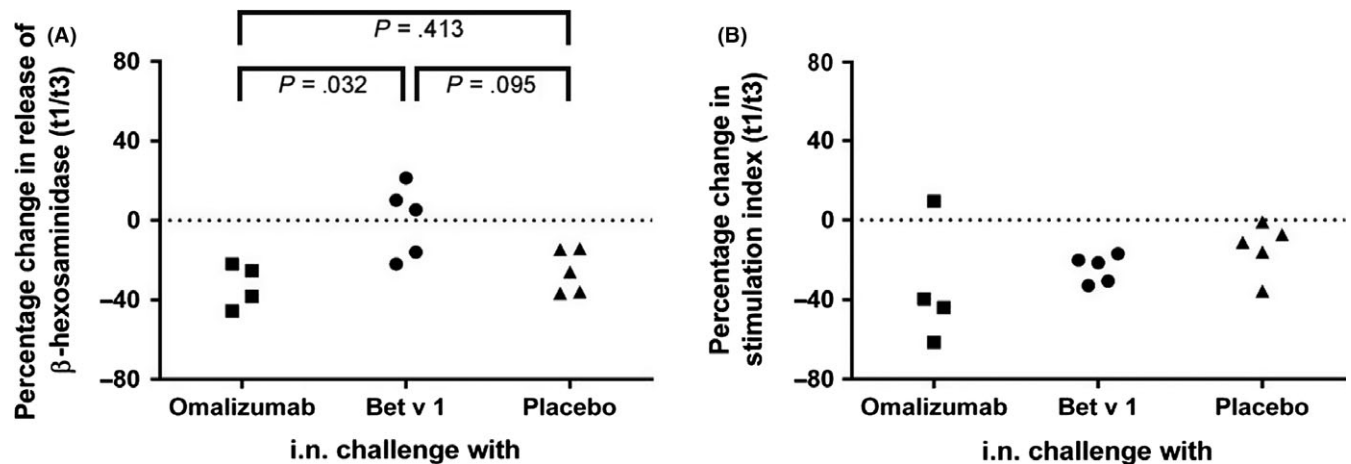 (A)
Percentage change in release of
β-hexosaminidase (t1/t3)
P = .413
P = .032
P = .095
80
40
0
–40
–80
Omalizumab
Bet v 1
Placebo
i.n. challenge with
(B)
Percentage change in
stimulation index (t1/t3)
80
40
0
–40
–80
Omalizumab
Bet v 1
Placebo
i.n. challenge with